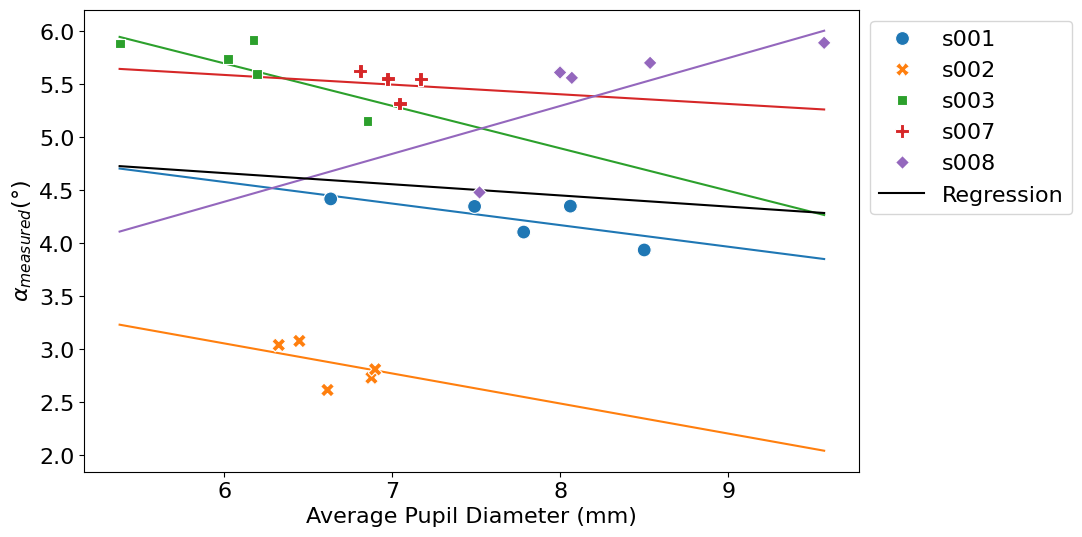 6.0
5.5
5.0
4.5
4.0
3.5
3.0
2.5
2.0
α_measured(°)
6 7 8 9
Average Pupil Diameter (mm)
s001
s002
s003
s007
s008
Regression